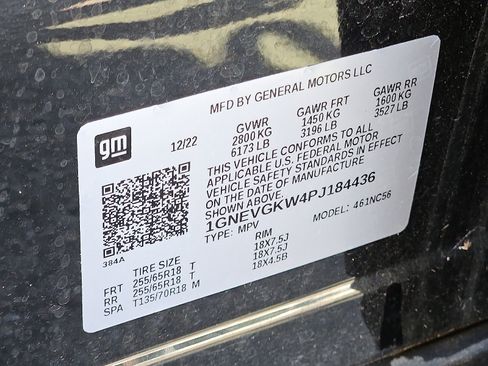 MFD BY GENERAL MOTORS LLC
gm
12/22
GVWR GAWR FRT GAWR RR
2800 KG 1450 KG 1600 KG
6173 LB 3196 LB 3527 LB
THIS VEHICLE CONFORMS TO ALL
APPLICABLE U.S. FEDERAL MOTOR
VEHICLE SAFETY STANDARDS IN EFFECT
ON THE DATE OF MANUFACTURE
SHOWN ABOVE.
1GNEVGKW4PJ184436
TYPE: MPV MODEL: 461NC56
384A
TIRE SIZE RIM
FRT 255/65R18 T 18X7.5J
RR 255/65R18 T 18X7.5J
SPA T135/70R18 M 18X4.5B